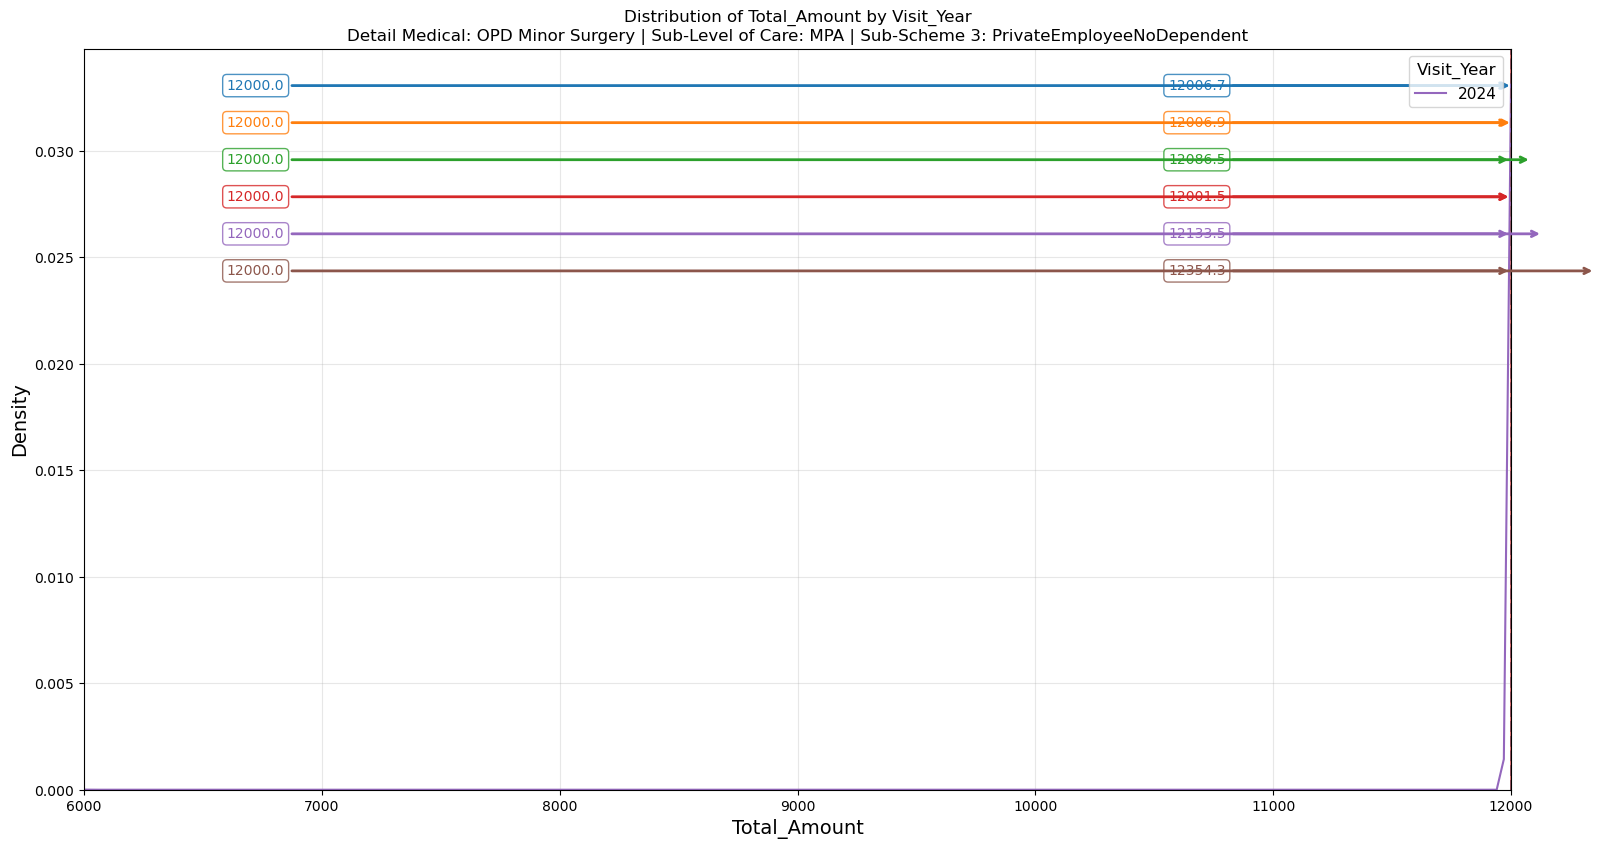 Distribution of Total_Amount by Visit_Year
Detail Medical: OPD Minor Surgery | Sub-Level of Care: MPA | Sub-Scheme 3: PrivateEmployeeNoDependent
Visit_Year
2024
12000.0 12006.7
12000.0 12006.9
12000.0 12086.5
12000.0 12001.5
12000.0 12133.5
12000.0 12354.3
Density
0.030
0.025
0.020
0.015
0.010
0.005
0.000
6000 7000 8000 9000 10000 11000 12000
Total_Amount